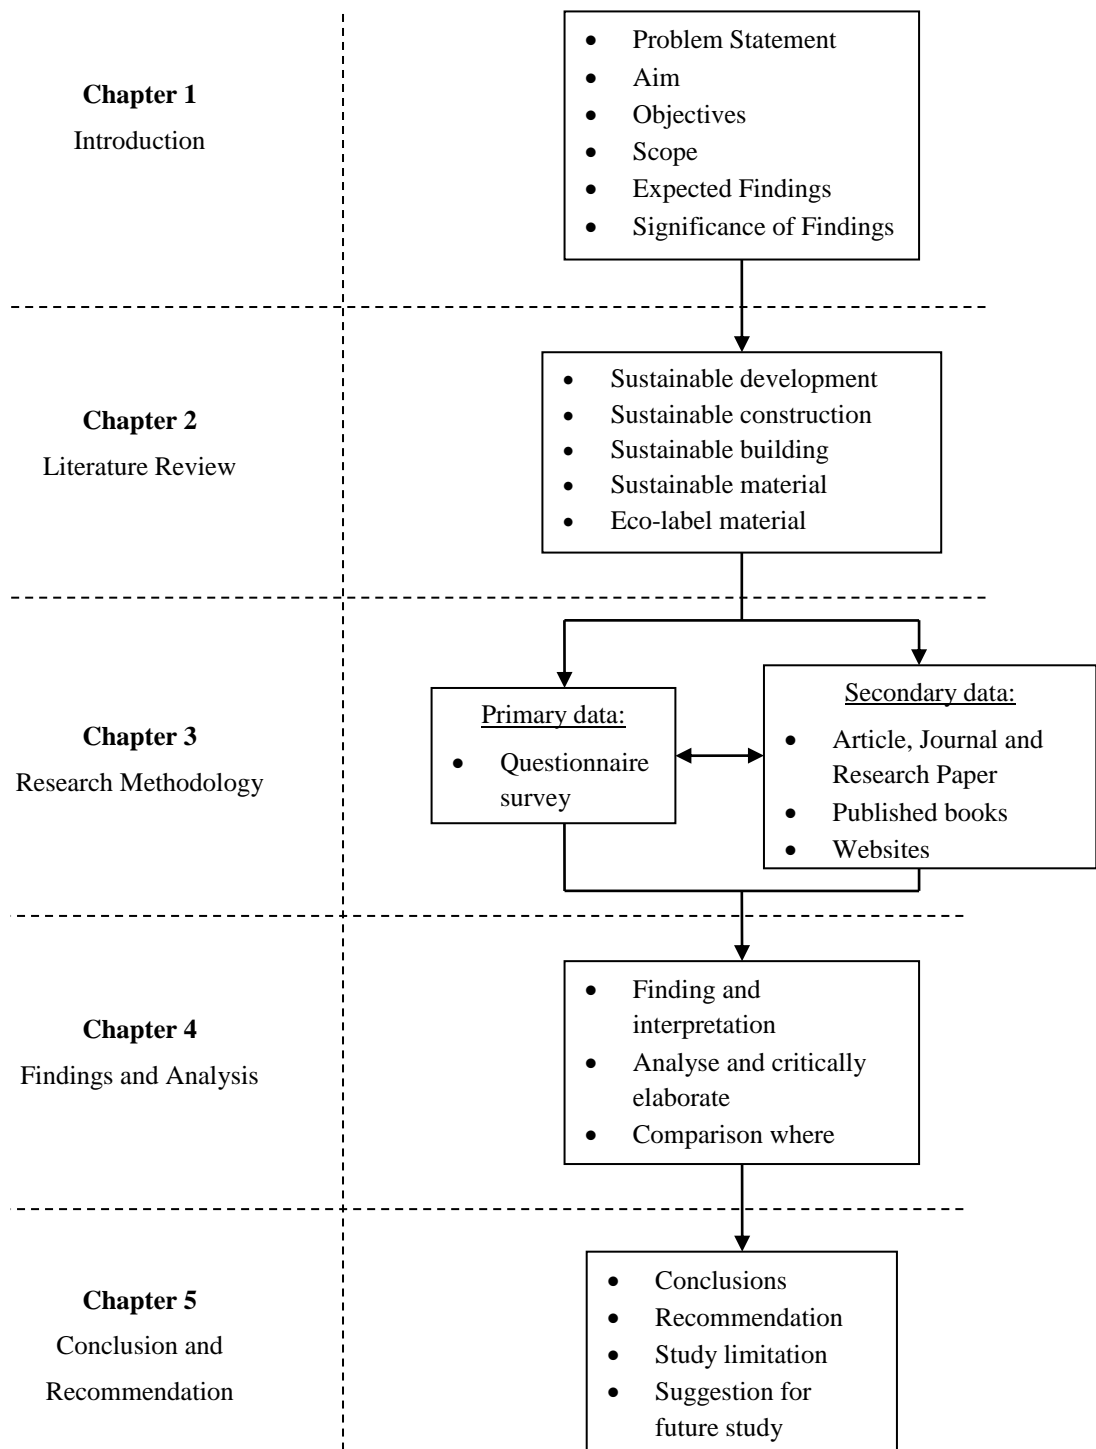 Chapter 1
Introduction
• Problem Statement
• Aim
• Objectives
• Scope
• Expected Findings
• Significance of Findings
Chapter 2
Literature Review
• Sustainable development
• Sustainable construction
• Sustainable building
• Sustainable material
• Eco-label material
Chapter 3
Research Methodology
Primary data:
• Questionnaire
survey
Secondary data:
• Article, Journal and
Research Paper
• Published books
• Websites
Chapter 4
Findings and Analysis
• Finding and
interpretation
• Analyse and critically
elaborate
• Comparison where
Chapter 5
Conclusion and
Recommendation
• Conclusions
• Recommendation
• Study limitation
• Suggestion for
future study